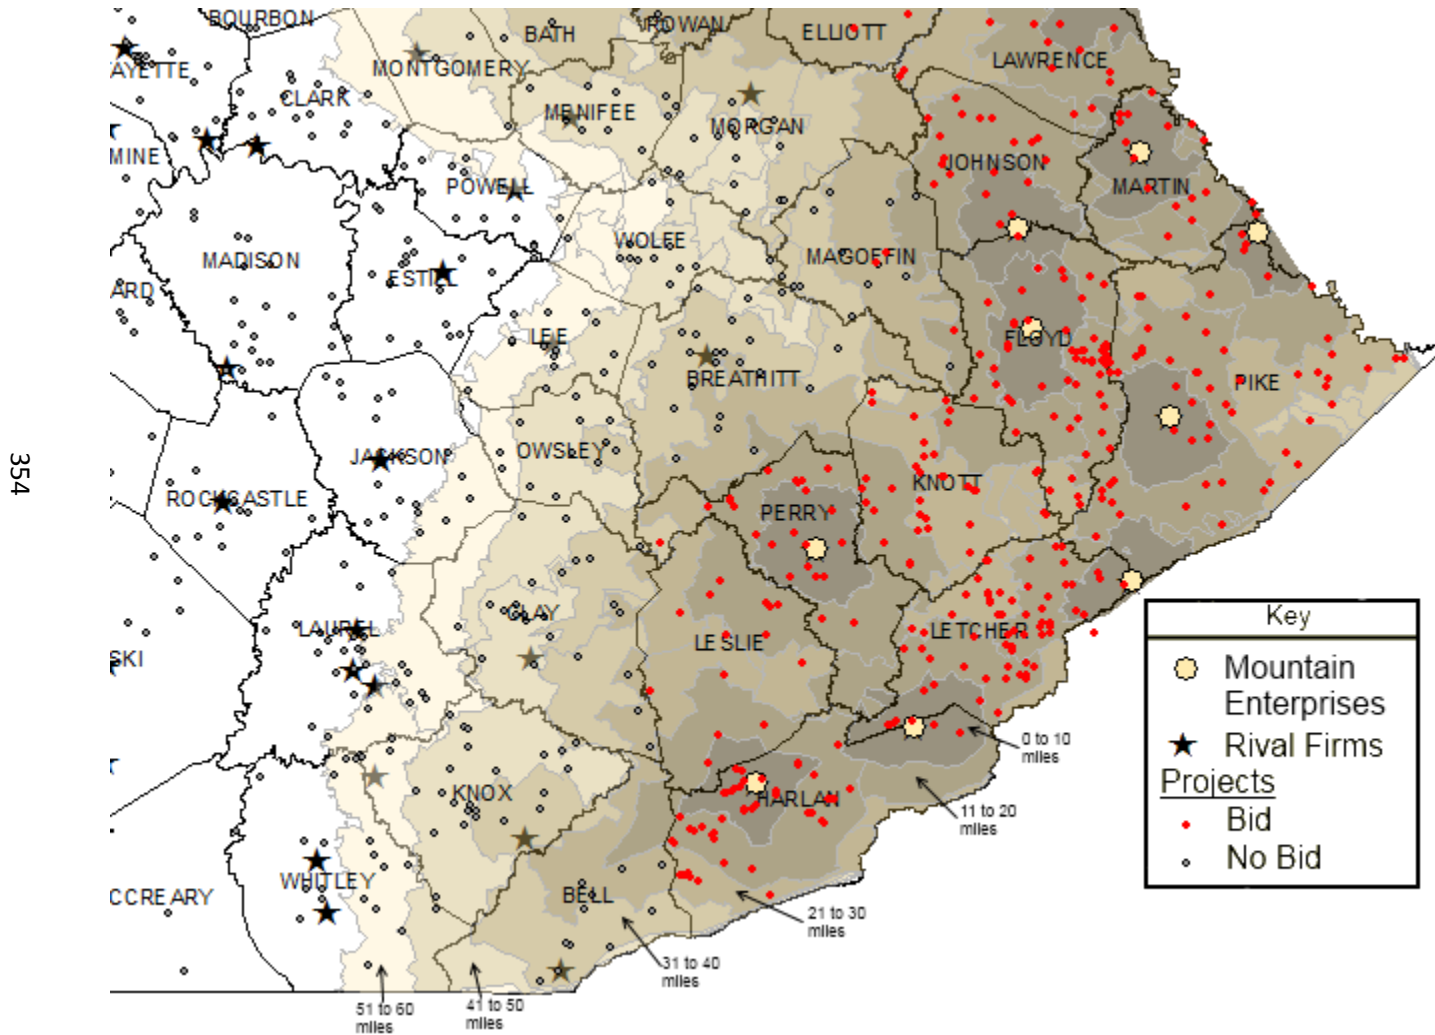 BOURBON
BATH
ROWAN
ELLIOTT
LAWRENCE
AYETTE
MONTGOMERY
CLARK
MENIFEE
MORGAN
MINE
JOHNSON
POWELL
MARTIN
WOLFE
MADISON
MAGOFFIN
ESTILL
ARD
LEE
FLOYD
BREATHITT
PIKE
OWSLEY
JACKSON
KNOTT
ROCKCASTLE
PERRY
354
CLAY
LAUREL
LETCHER
LESLIE
SKI
KNOX
HARLAN
WHITLEY
BELL
CCREARY
0 to 10
miles
11 to 20
miles
21 to 30
miles
31 to 40
miles
41 to 50
miles
51 to 60
miles
Key
Mountain
Enterprises
Rival Firms
Projects
Bid
No Bid